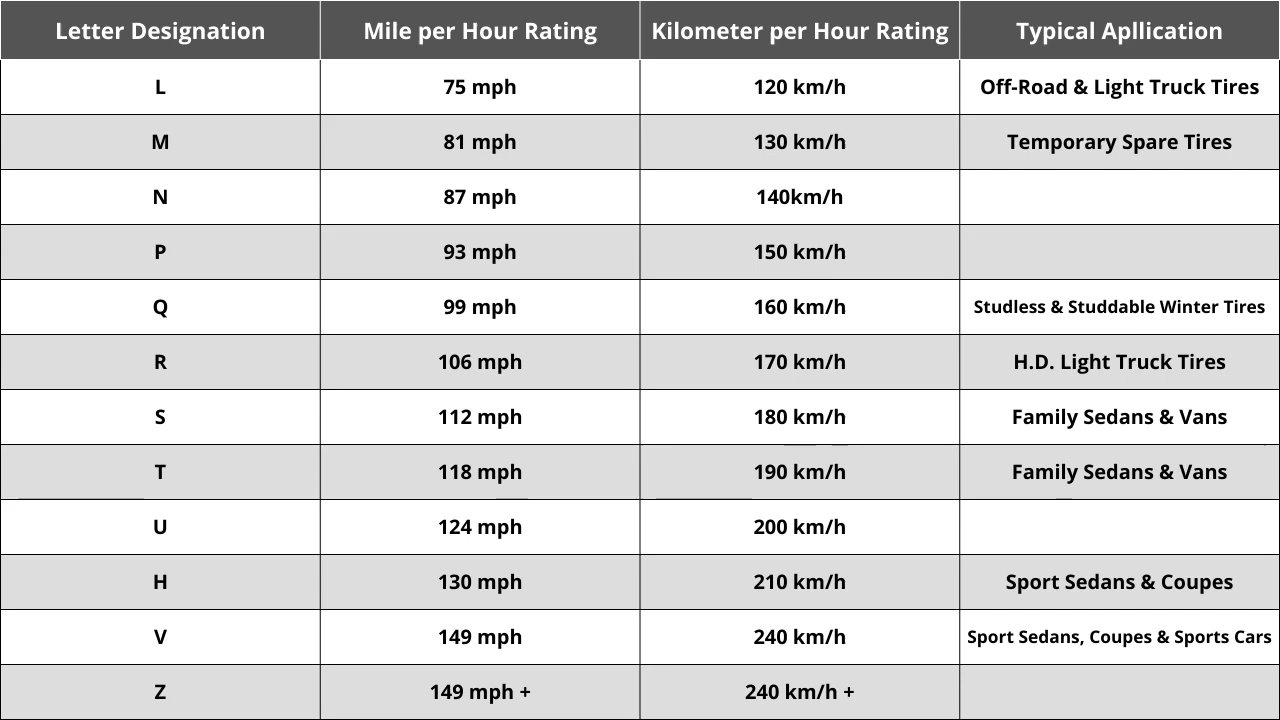 Letter Designation Mile per Hour Rating Kilometer per Hour Rating Typical Apllication
L 75 mph 120 km/h Off-Road & Light Truck Tires
M 81 mph 130 km/h Temporary Spare Tires
N 87 mph 140km/h
P 93 mph 150 km/h
Q 99 mph 160 km/h Studless & Studdable Winter Tires
R 106 mph 170 km/h H.D. Light Truck Tires
S 112 mph 180 km/h Family Sedans & Vans
T 118 mph 190 km/h Family Sedans & Vans
U 124 mph 200 km/h
H 130 mph 210 km/h Sport Sedans & Coupes
V 149 mph 240 km/h Sport Sedans, Coupes & Sports Cars
Z 149 mph + 240 km/h +